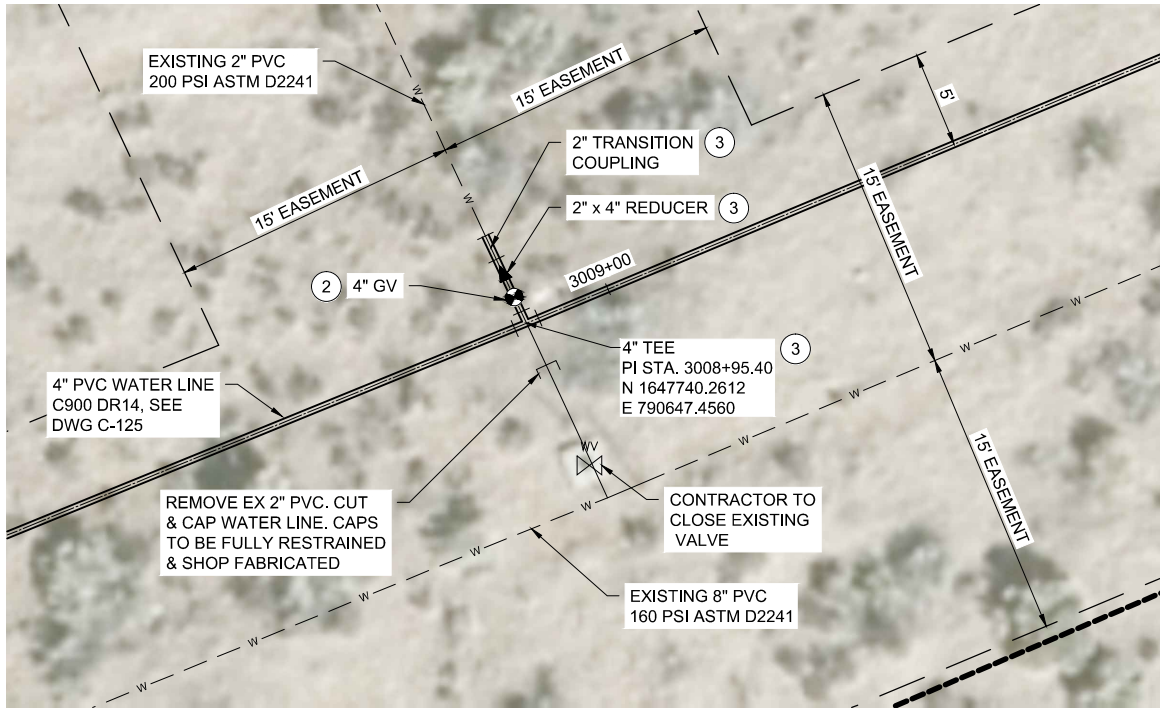 EXISTING 2" PVC
200 PSI ASTM D2241
15' EASEMENT
5'
2" TRANSITION
COUPLING
3
15' EASEMENT
15' EASEMENT
2" x 4" REDUCER
3
3009+00
2
4" GV
4" TEE
PI STA. 3008+95.40
N 1647740.2612
E 790647.4560
3
4" PVC WATER LINE
C900 DR14, SEE
DWG C-125
WV
15' EASEMENT
REMOVE EX 2" PVC. CUT
& CAP WATER LINE. CAPS
TO BE FULLY RESTRAINED
& SHOP FABRICATED
CONTRACTOR TO
CLOSE EXISTING
VALVE
EXISTING 8" PVC
160 PSI ASTM D2241
W
W
W
W
W
W
W
W
W